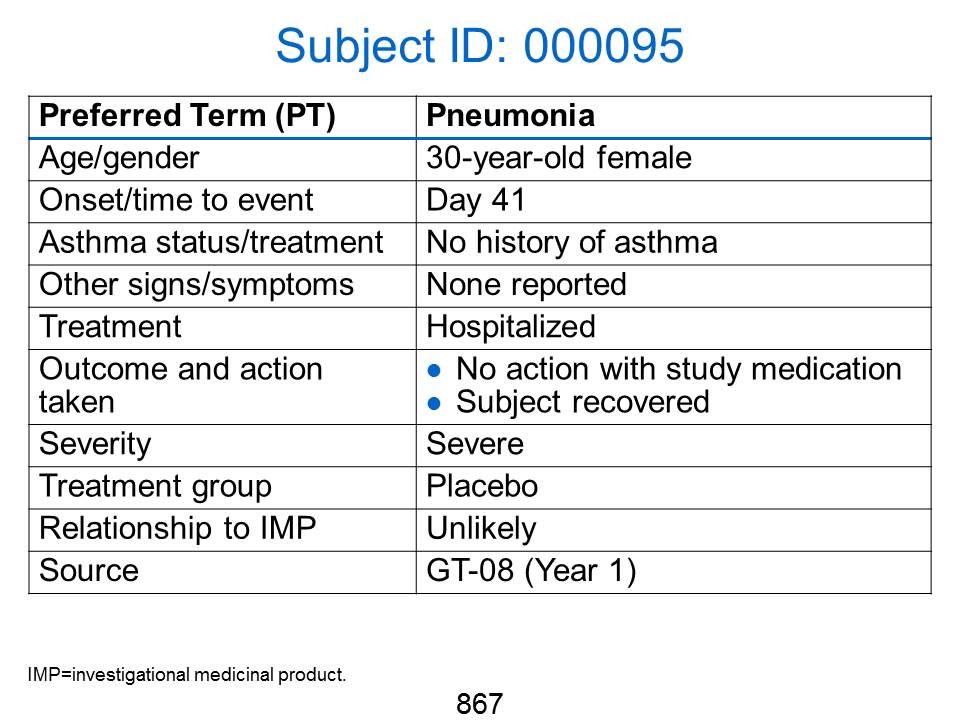 Subject ID: 000095
Preferred Term (PT) Pneumonia
Age/gender 30-year-old female
Onset/time to event Day 41
Asthma status/treatment No history of asthma
Other signs/symptoms None reported
Treatment Hospitalized
Outcome and action taken
● No action with study medication
● Subject recovered
Severity Severe
Treatment group Placebo
Relationship to IMP Unlikely
Source GT-08 (Year 1)
IMP=investigational medicinal product.
867